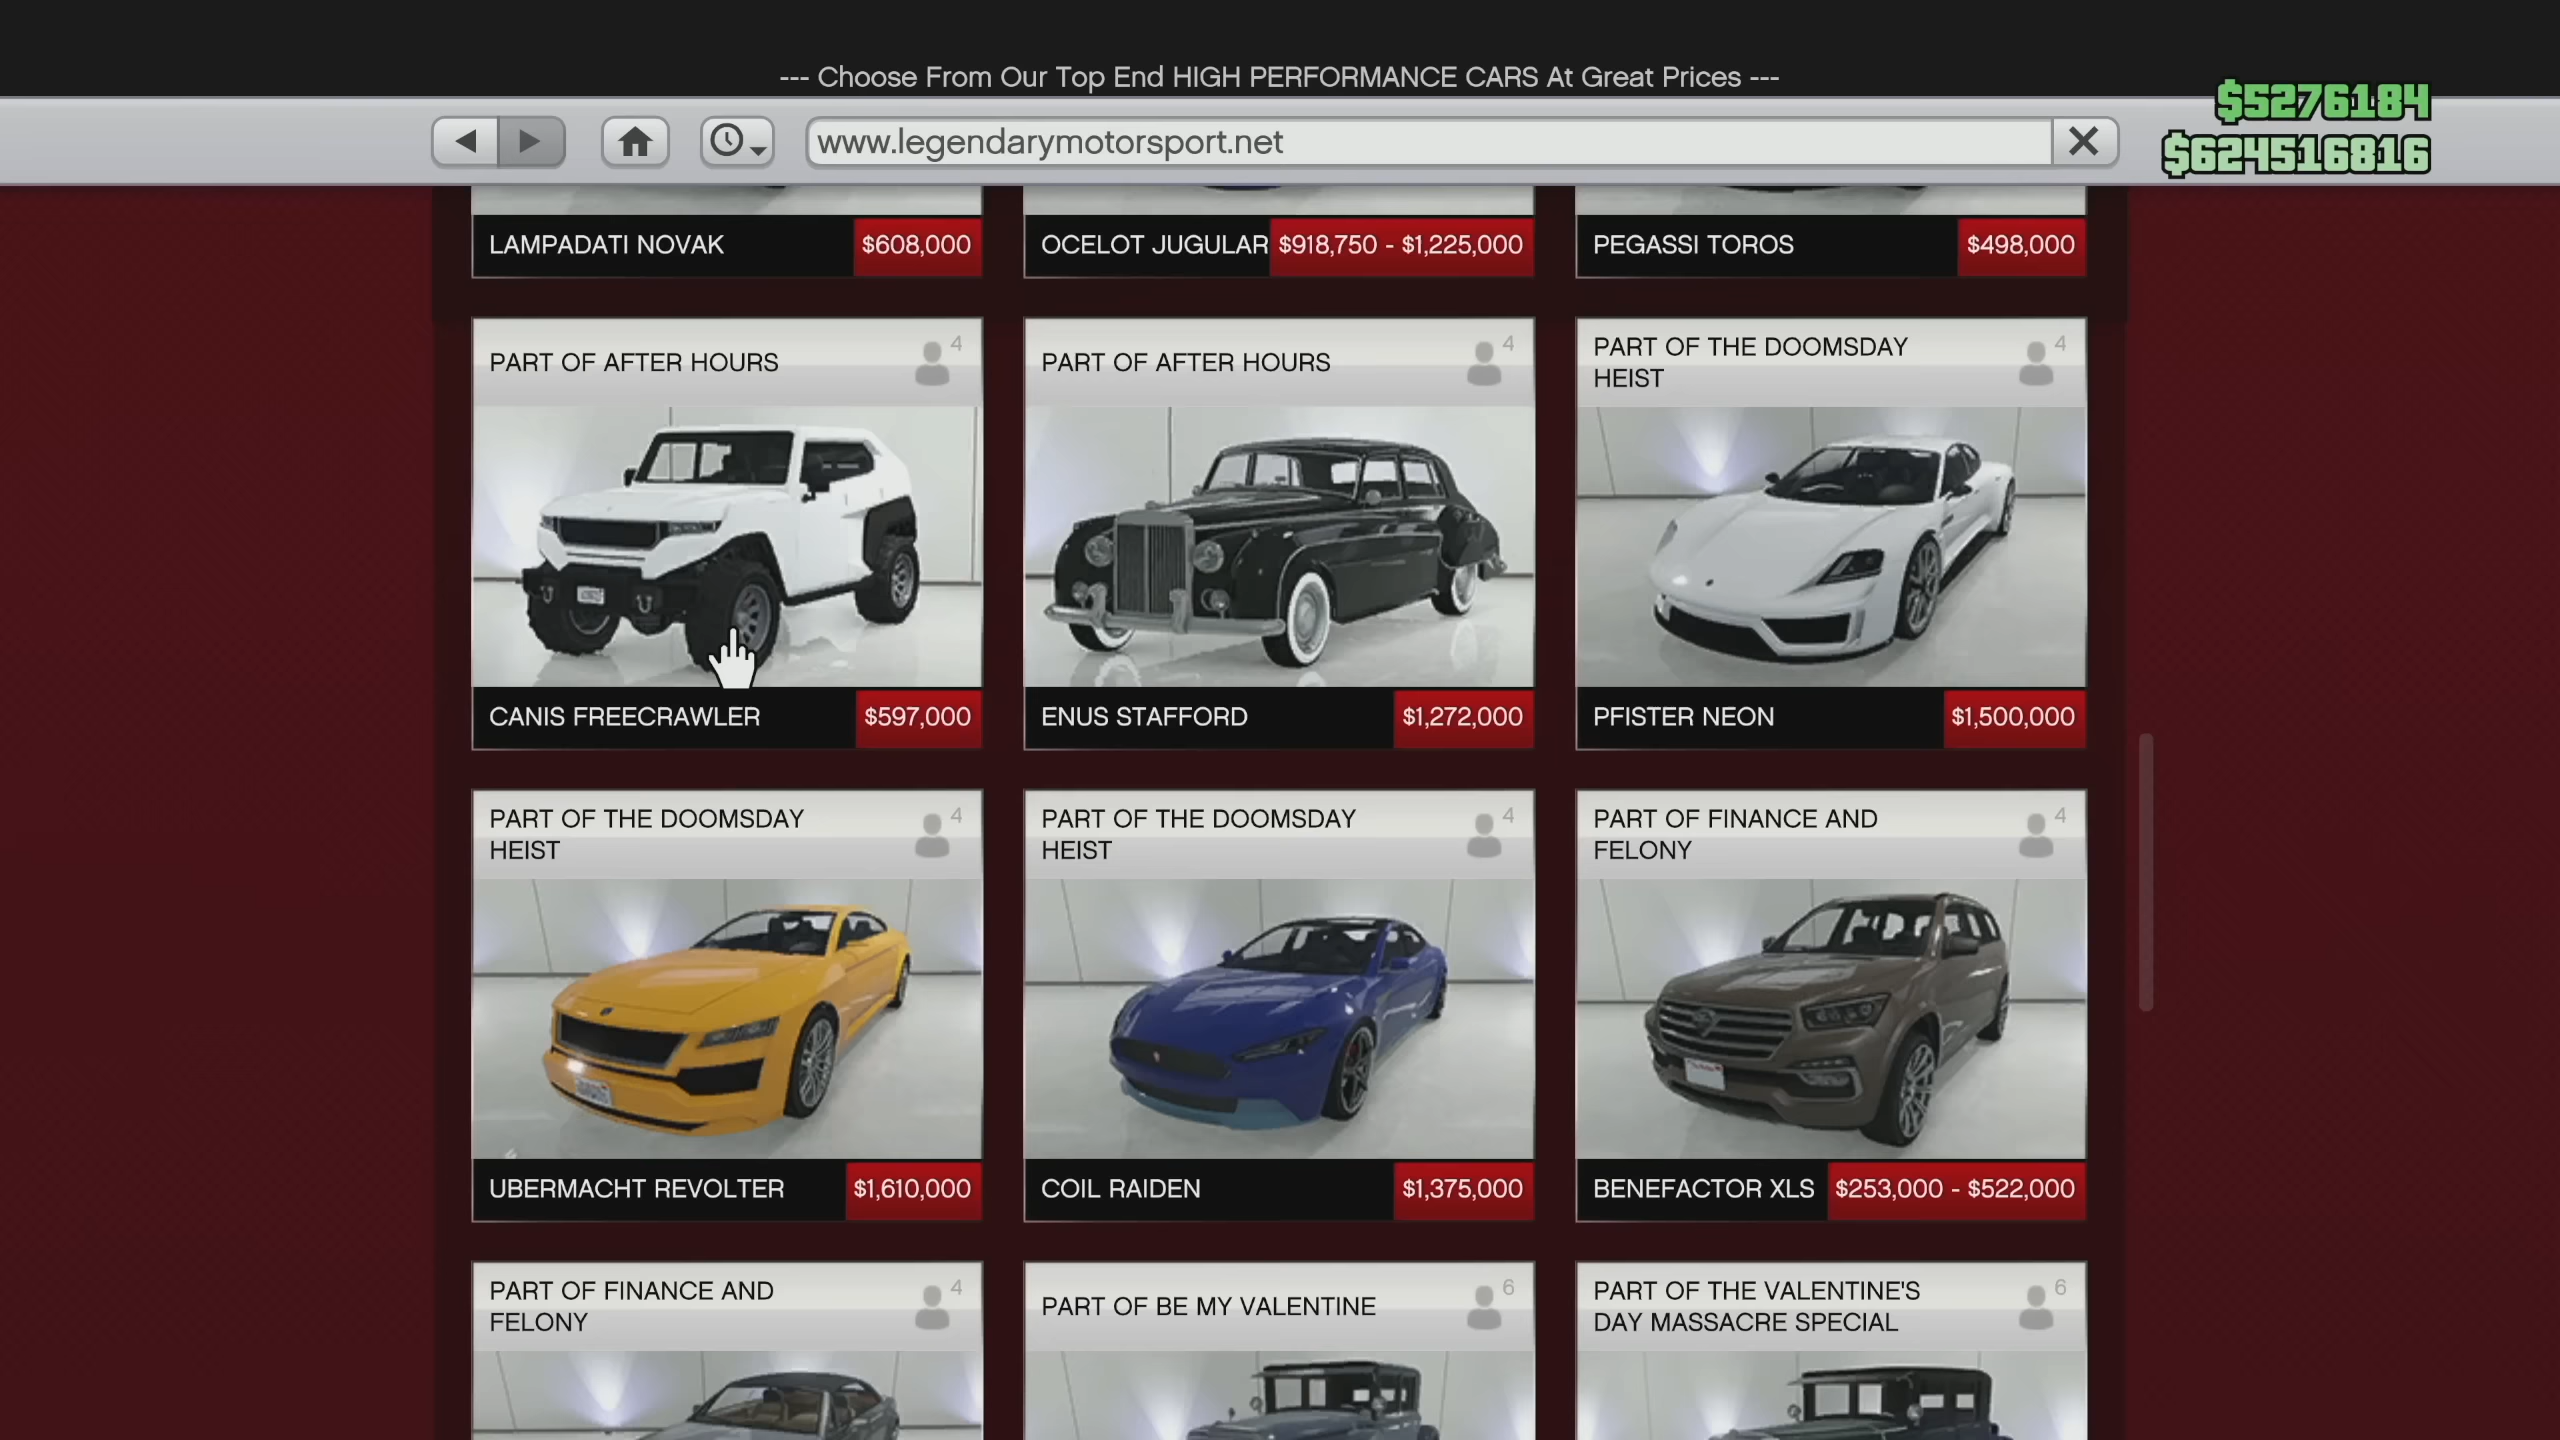 --- Choose From Our Top End HIGH PERFORMANCE CARS At Great Prices ---
$5276184
www.legendarymotorsport.net
$624516816
LAMPADATI NOVAK $608,000
OCELOT JUGULAR $918,750 - $1,225,000
PEGASSI TOROS $498,000
PART OF AFTER HOURS 4
CANIS FREECRAWLER $597,000
PART OF AFTER HOURS 4
ENUS STAFFORD $1,272,000
PART OF THE DOOMSDAY 4
HEIST
PFISTER NEON $1,500,000
PART OF THE DOOMSDAY 4
HEIST
UBERMACHT REVOLTER $1,610,000
PART OF THE DOOMSDAY 4
HEIST
COIL RAIDEN $1,375,000
PART OF FINANCE AND 4
FELONY
BENEFACTOR XLS $253,000 - $522,000
PART OF FINANCE AND 4
FELONY
PART OF BE MY VALENTINE 6
PART OF THE VALENTINE'S 6
DAY MASSACRE SPECIAL